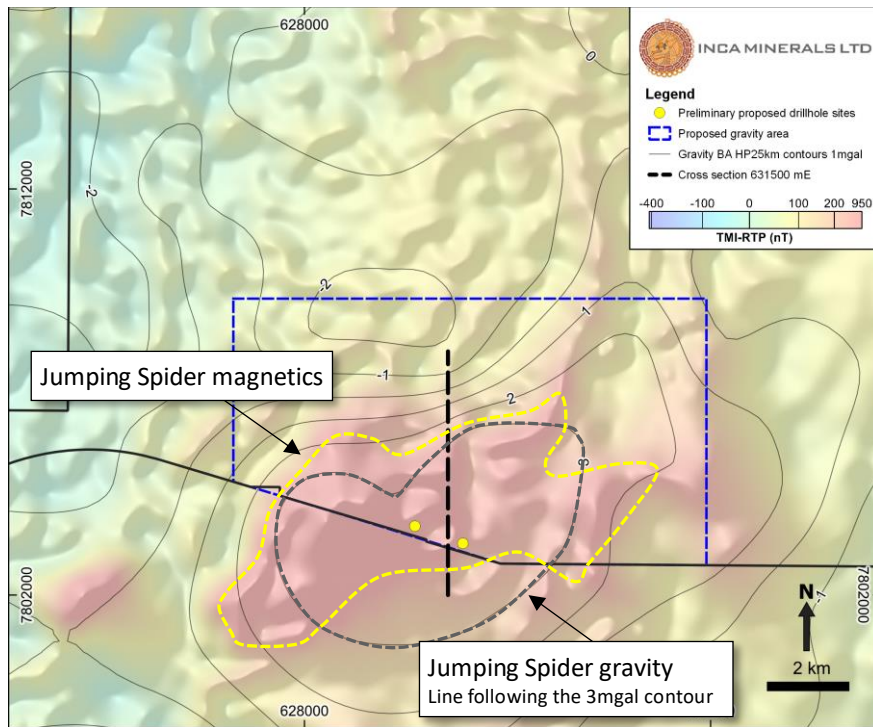 628000
INCA MINERALS LTD
Legend
Preliminary proposed drillhole sites
Proposed gravity area
Gravity BA HP25km contours 1mgal
Cross section 631500 mE
-400 -100 0 100 200 950
TMI-RTP (nT)
0
-2
7812000
-2
1
Jumping Spider magnetics
-1
2
3
7802000
7802000
-1
N
2 km
Jumping Spider gravity
Line following the 3mgal contour
628000